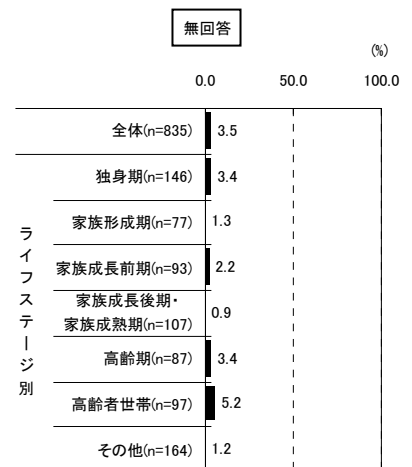 無回答
(%)
0.0 50.0 100.0
全体(n=835) 3.5
ライフステージ別
独身期(n=146) 3.4
家族形成期(n=77) 1.3
家族成長前期(n=93) 2.2
家族成長後期・
家族成熟期(n=107) 0.9
高齢期(n=87) 3.4
高齢者世帯(n=97) 5.2
その他(n=164) 1.2